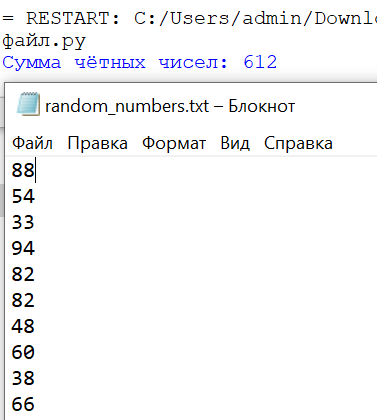 = RESTART: C:/Users/admin/Downlo
файл.py
Сумма чётных чисел: 612
random_numbers.txt – Блокнот
Файл Правка Формат Вид Справка
88
54
33
94
82
82
48
60
38
66